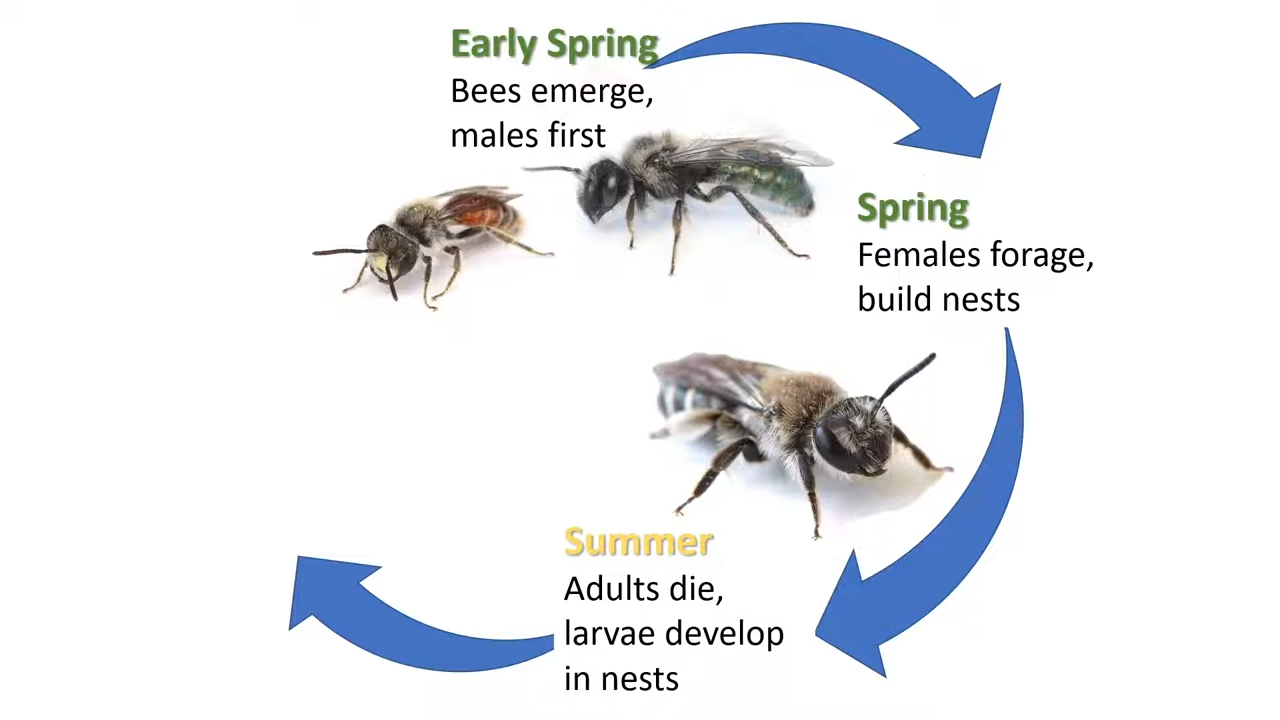 Early Spring
Bees emerge,
males first
Spring
Females forage,
build nests
Summer
Adults die,
larvae develop
in nests